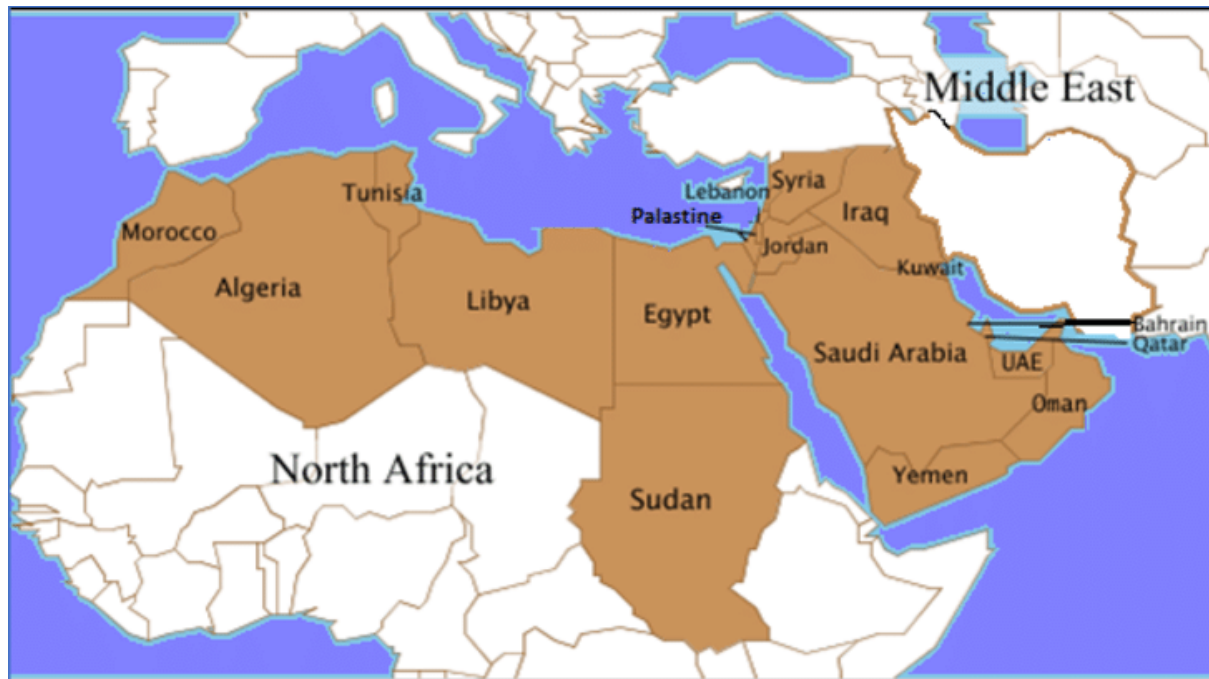 Middle East
Tunisia
Lebanon
Syria
Morocco
Palastine
Iraq
Jordan
Algeria
Libya
Egypt
Kuwait
Saudi Arabia
Bahrain
Qatar
UAE
Oman
North Africa
Yemen
Sudan